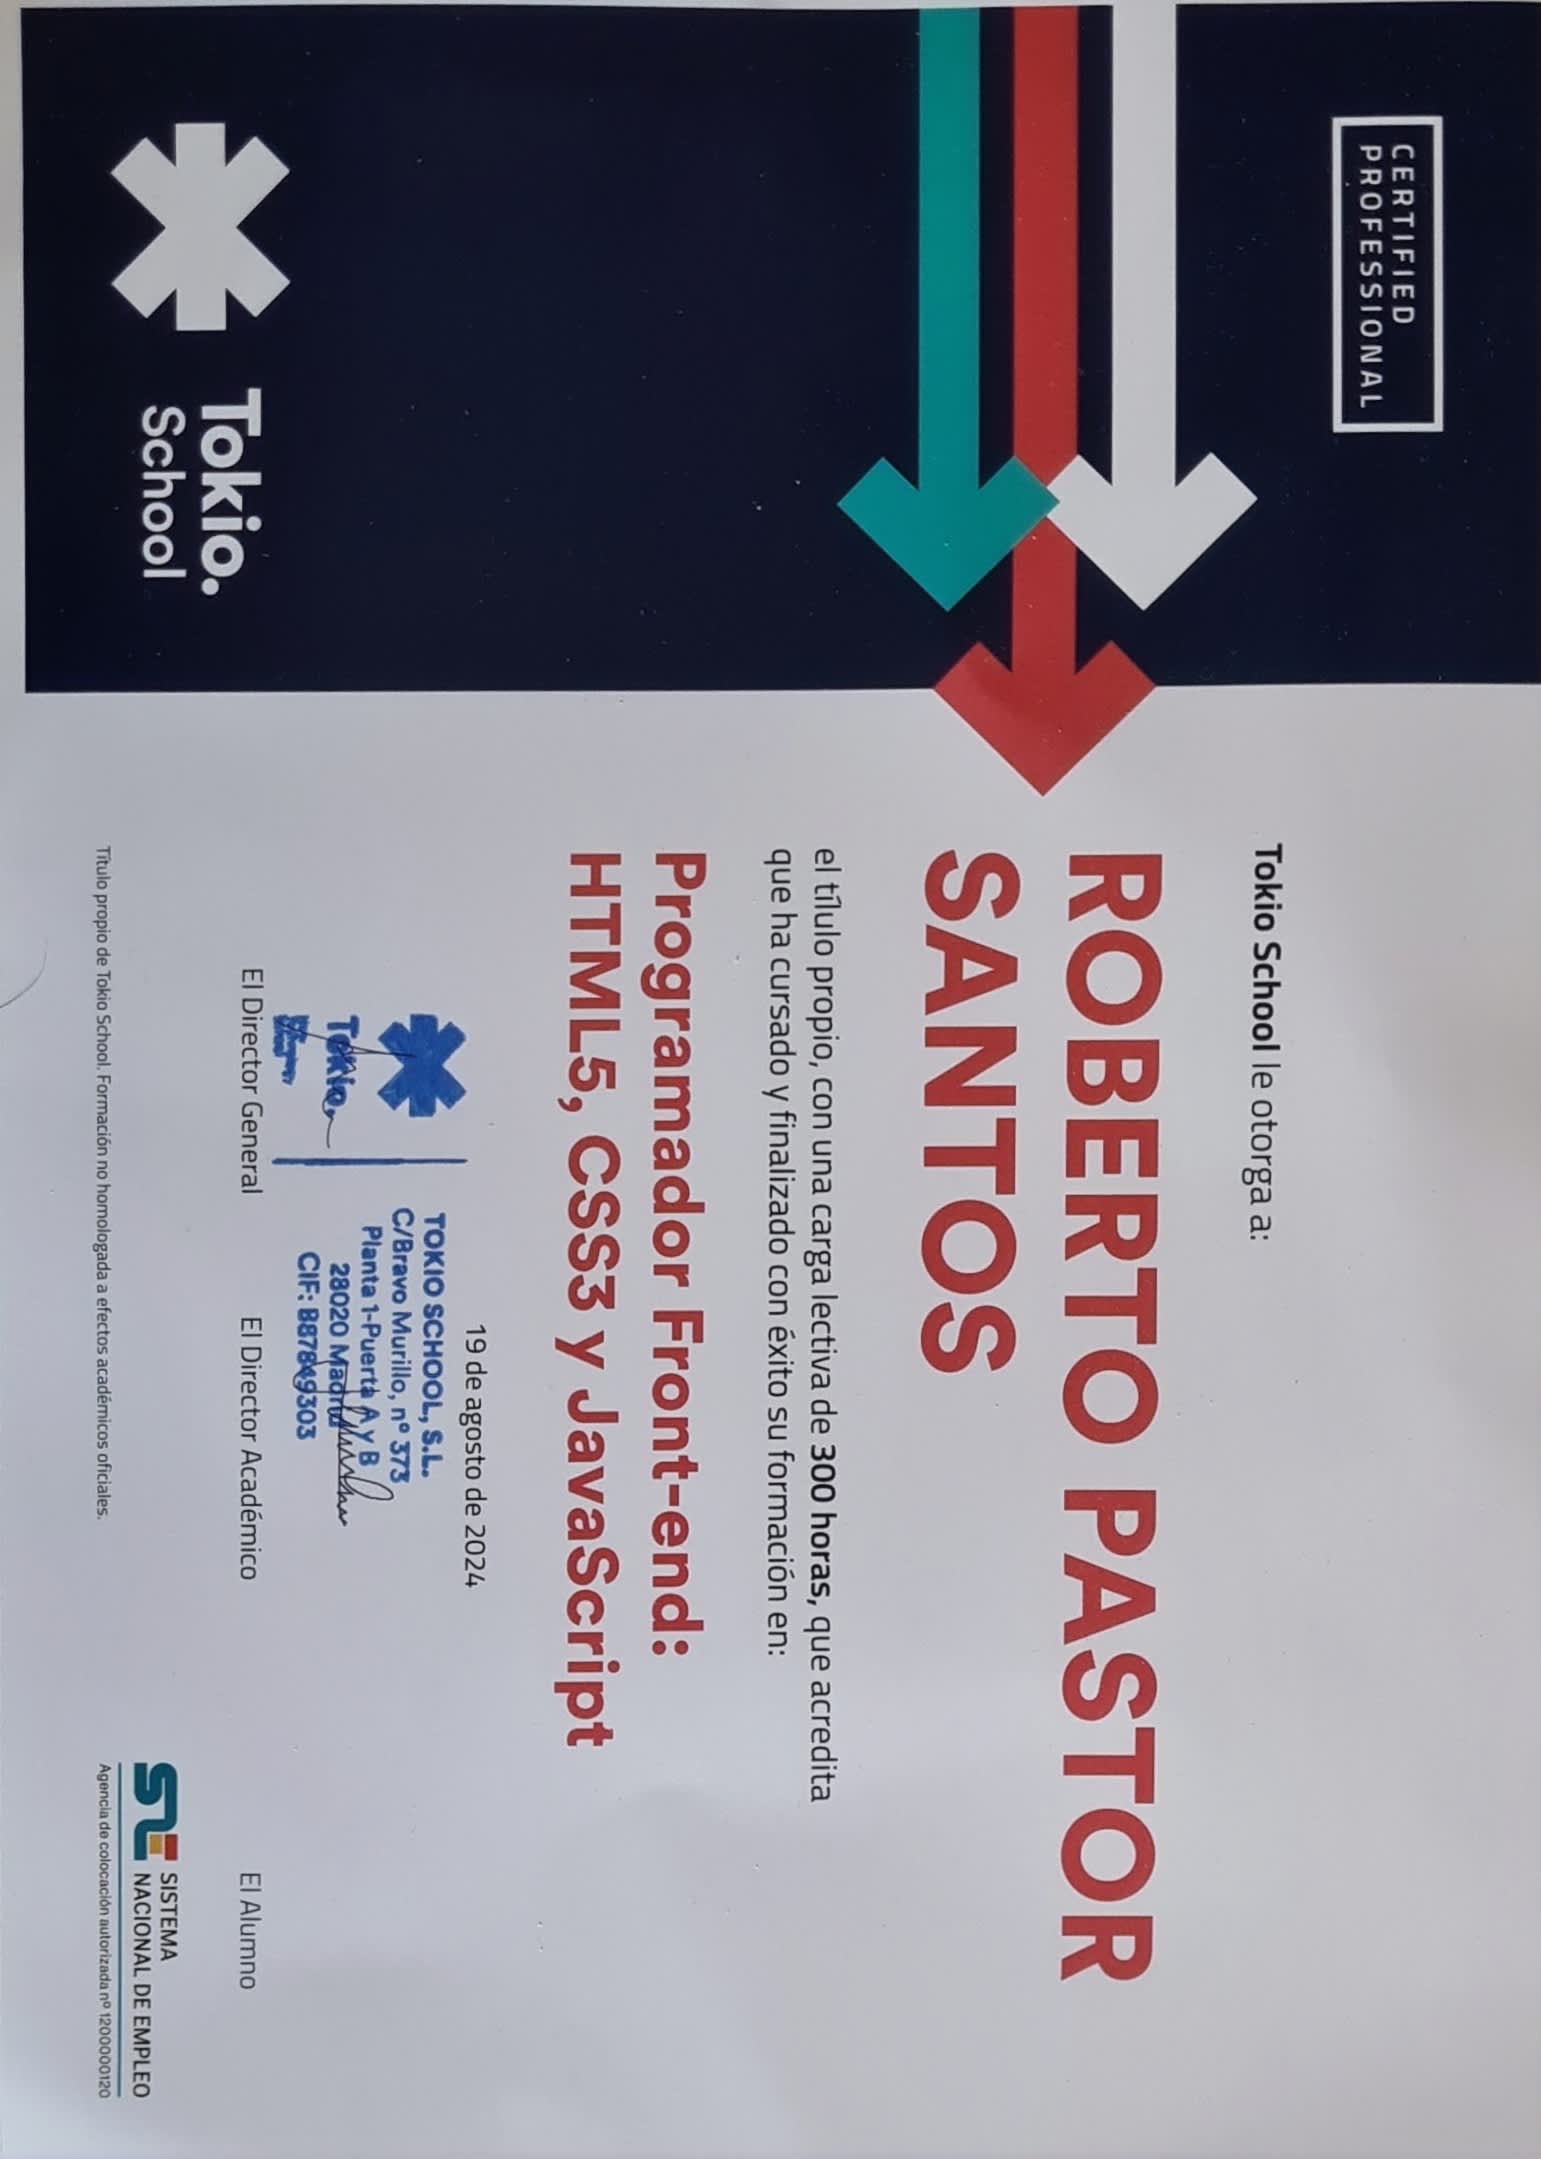 CERTIFIED
PROFESSIONAL
Tokio School le otorga a:
ROBERTO PASTOR
SANTOS
el tílulo propio, con una carga lectiva de 300 horas, que acredita
que ha cursado y finalizado con éxito su formación en:
Programador Front-end:
HTML5, CSS3 y JavaScript
19 de agosto de 2024
Tokio.
TOKIO SCHOOL, S.L.
C/Bravo Murillo, nº 373
Planta 1-Puerta A y B
28020 Madrid
CIF: B87849303
El Director General
El Director Académico
El Alumno
Tokio.
School
SISTEMA
NACIONAL DE EMPLEO
Agencia de colocación autorizada nº 1200000120
Título propio de Tokio School. Formación no homologada a efectos académicos oficiales.